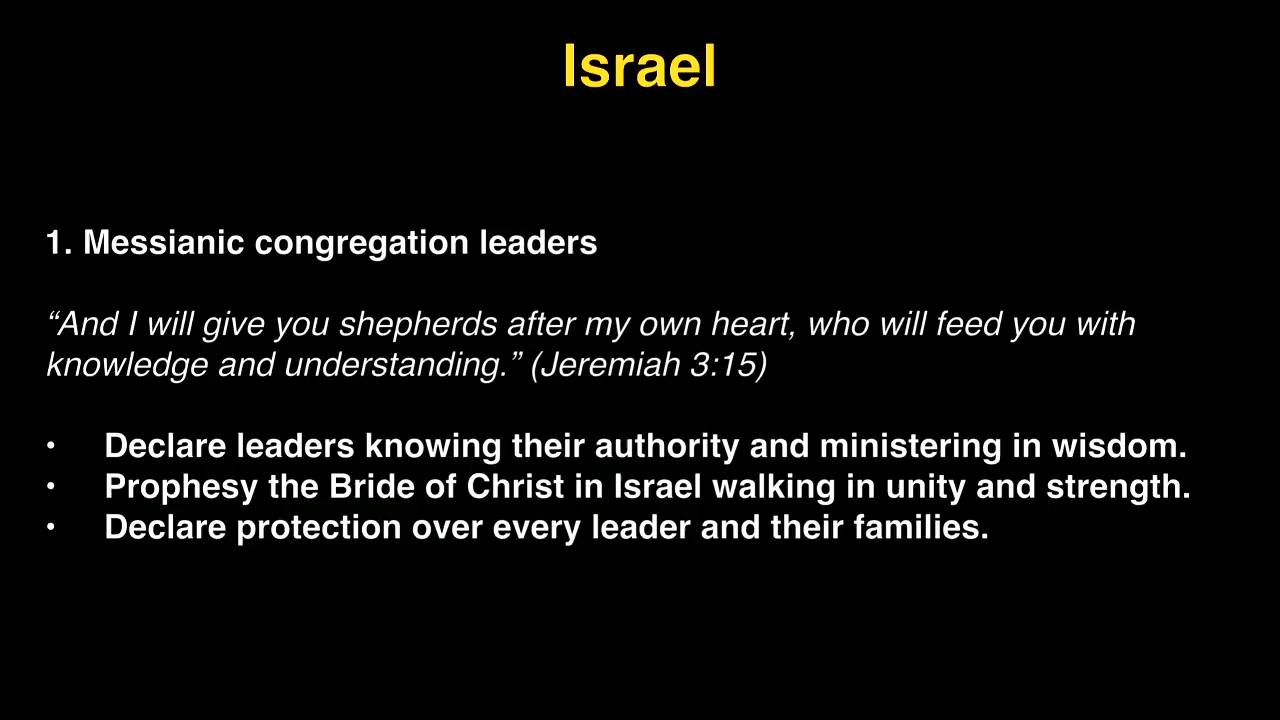 Israel
1. Messianic congregation leaders
“And I will give you shepherds after my own heart, who will feed you with
knowledge and understanding.” (Jeremiah 3:15)
• Declare leaders knowing their authority and ministering in wisdom.
• Prophesy the Bride of Christ in Israel walking in unity and strength.
• Declare protection over every leader and their families.